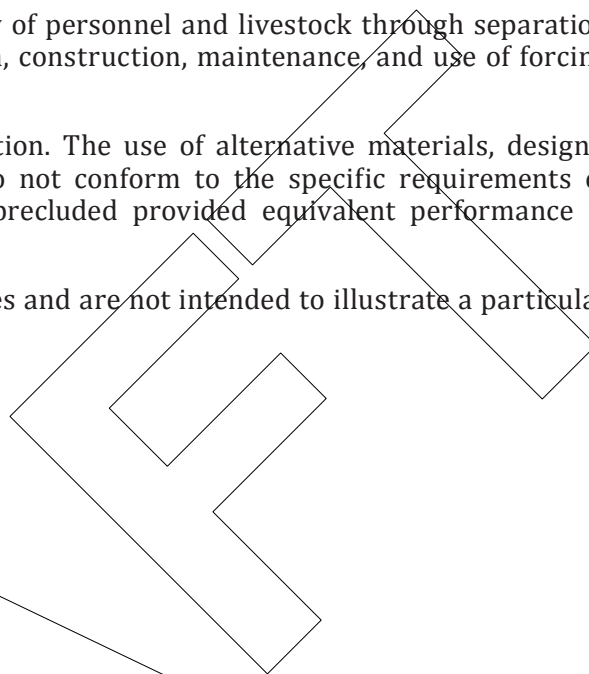 y of personnel and livestock through separatio
, construction, maintenance, and use of forcin
tion. The use of alternative materials, design
o not conform to the specific requirements
precluded provided equivalent performance
es and are not intended to illustrate a particula
FT